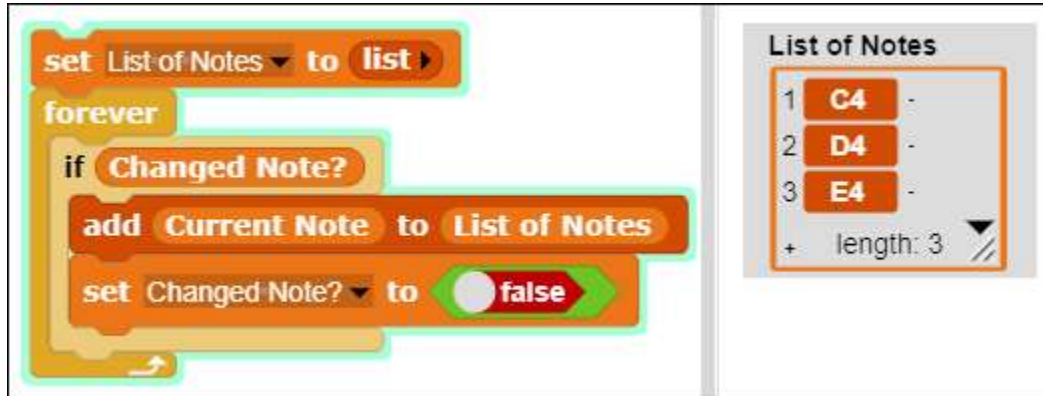 set List of Notes to list
forever
if Changed Note?
add Current Note to List of Notes
set Changed Note? to false
List of Notes
1 C4 -
2 D4 -
3 E4 -
+ length: 3